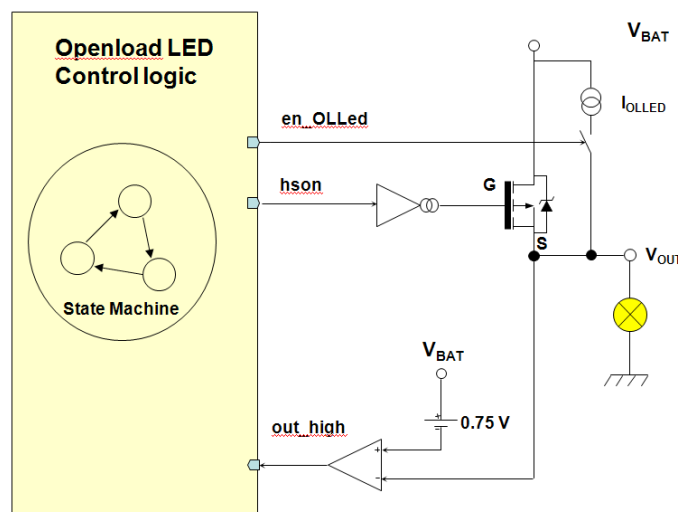 Openload LED
Control logic
V_BAT
I_OLLED
en_OLLed
hson
G
S
V_OUT
State Machine
V_BAT
+
-
0.75 V
out_high
+
-